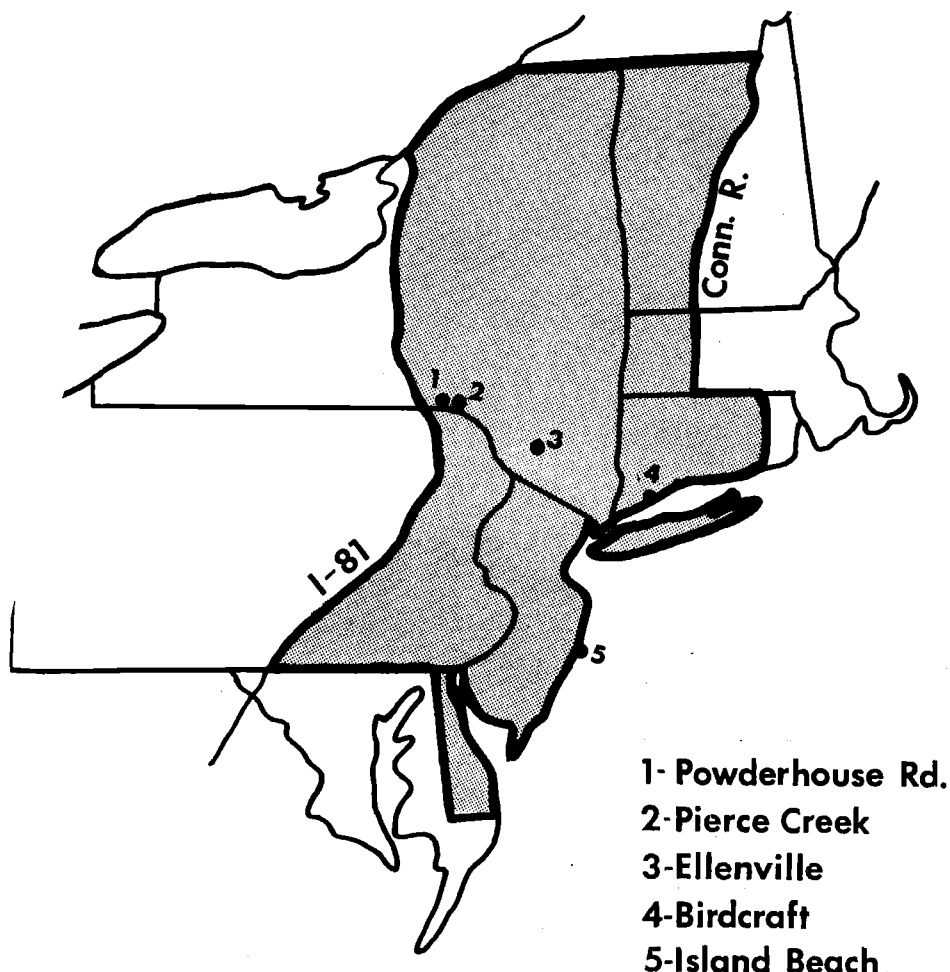 Conn. R.
1 2
3
4
I-81
5
1- Powderhouse Rd.
2-Pierce Creek
3-Ellenville
4-Birdcraft
5-Island Beach